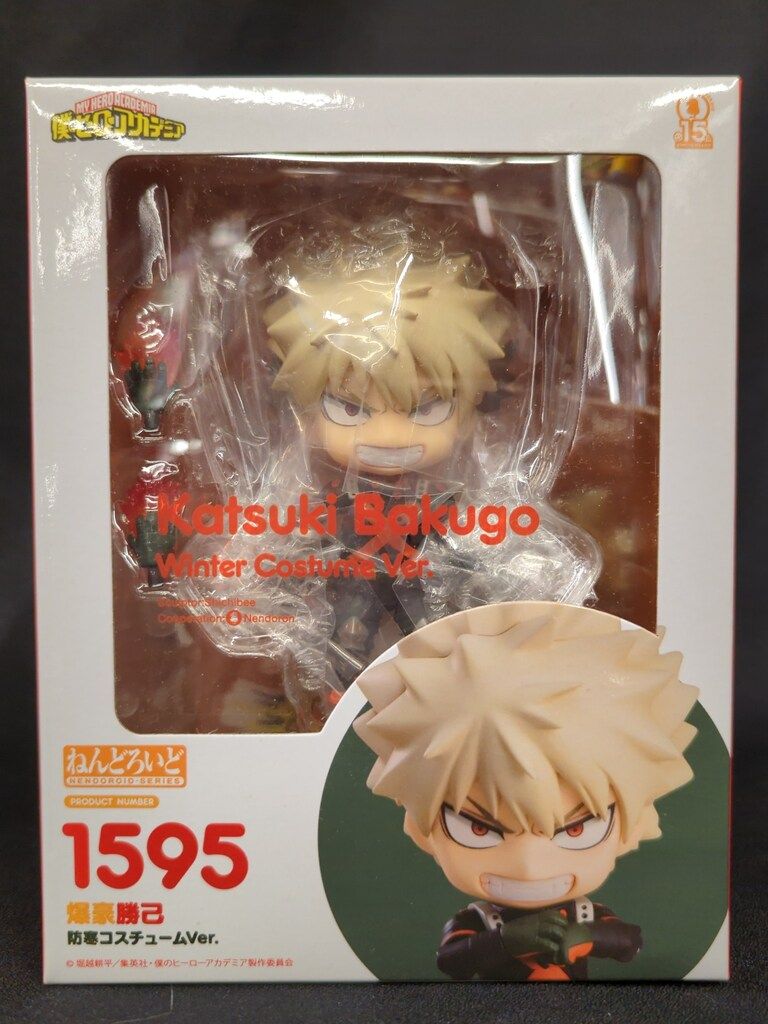 MY HERO ACADEMIA
僕のヒーローアカデミア
15
Katsuki Bakugo
Winter Costume Ver.
Sculptor:Shichibee
Cooperation: Nendoron
ねんどろいど
NENDOROID-SERIES
PRODUCT NUMBER
1595
爆豪勝己
防寒コスチュームVer.
© 堀越耕平／集英社・僕のヒーローアカデミア製作委員会